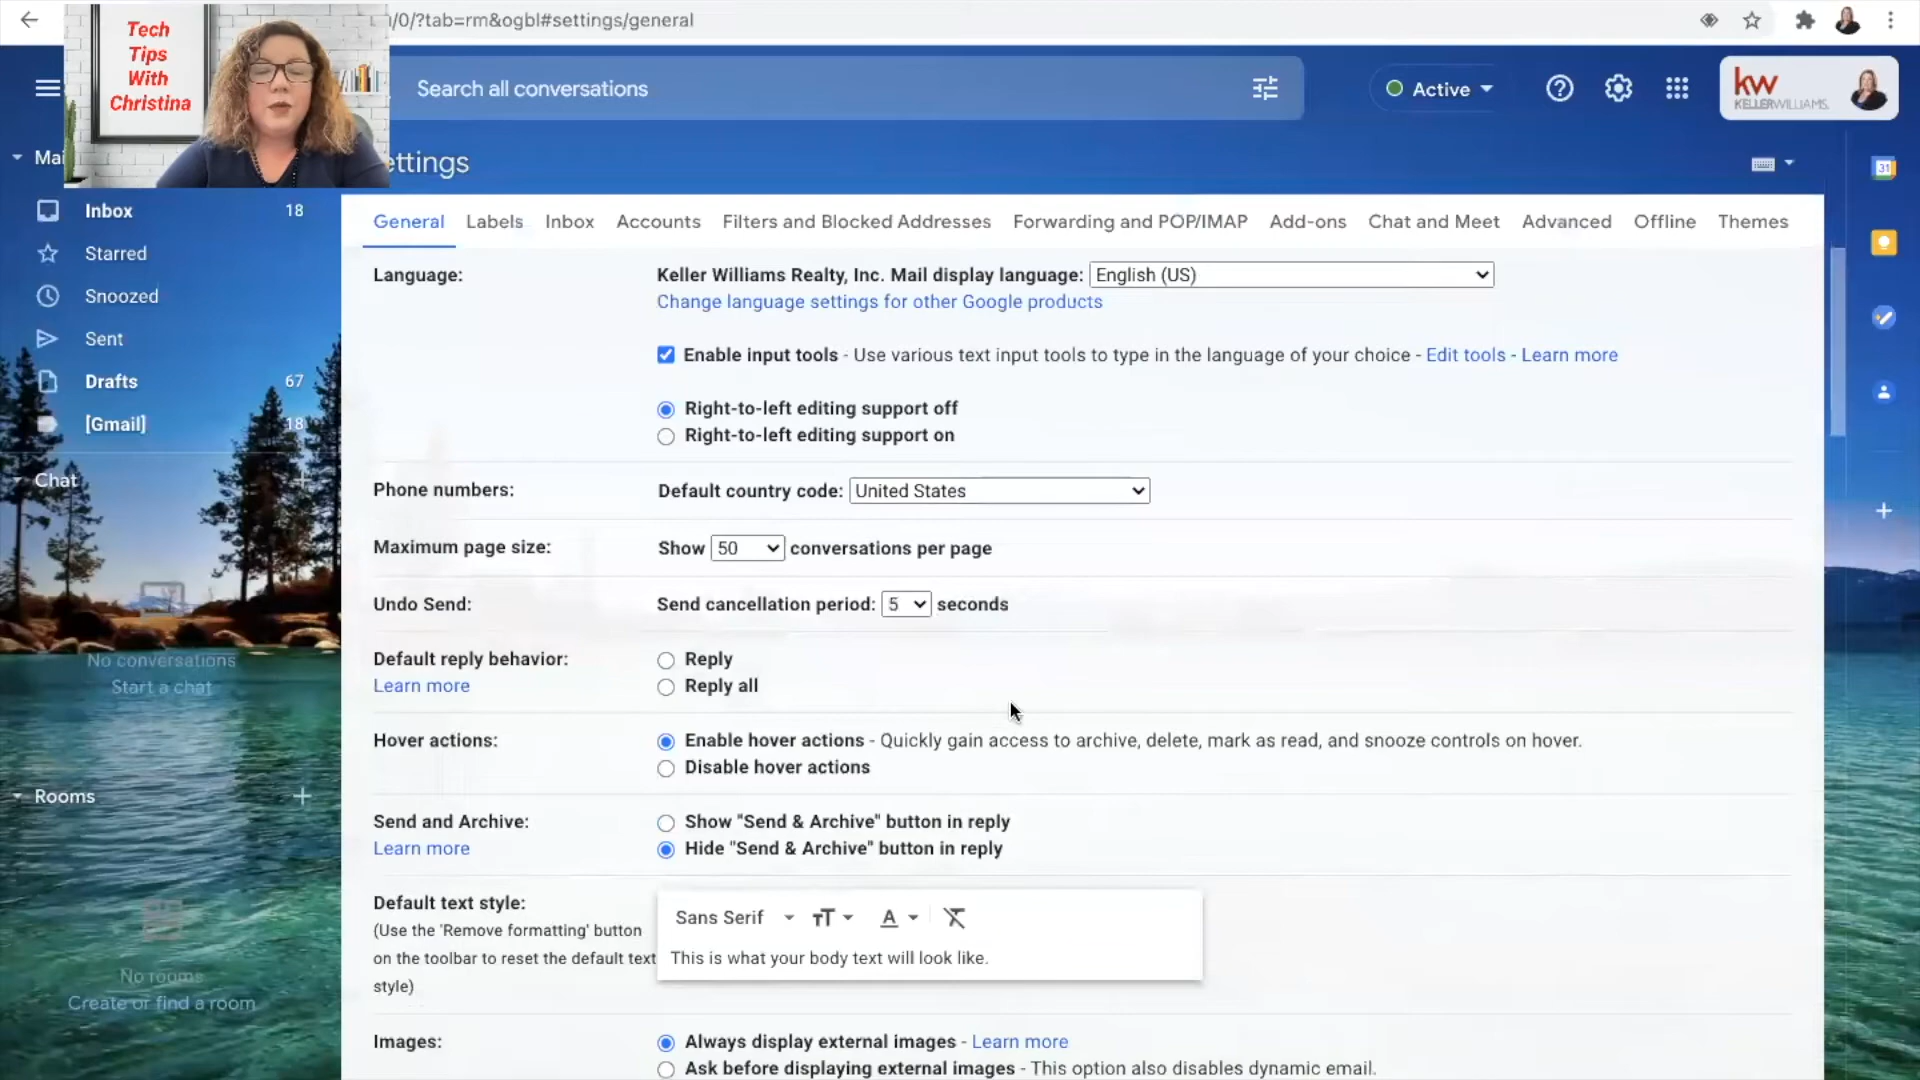 /0/?tab=rm&ogbl#settings/general
Tech
Tips
With
Christina
Search all conversations
Active
kw
KELLERWILLIAMS.
ettings
Mai
Inbox 18
Starred
Snoozed
Sent
Drafts 67
[Gmail] 18
Chat
No conversations
Start a chat
Rooms
No rooms
Create or find a room
General Labels Inbox Accounts Filters and Blocked Addresses Forwarding and POP/IMAP Add-ons Chat and Meet Advanced Offline Themes
Language: Keller Williams Realty, Inc. Mail display language: English (US)
Change language settings for other Google products
Enable input tools - Use various text input tools to type in the language of your choice - Edit tools - Learn more
Right-to-left editing support off
Right-to-left editing support on
Phone numbers: Default country code: United States
Maximum page size: Show 50 conversations per page
Undo Send: Send cancellation period: 5 seconds
Default reply behavior: Reply
Learn more Reply all
Hover actions: Enable hover actions - Quickly gain access to archive, delete, mark as read, and snooze controls on hover.
Disable hover actions
Send and Archive: Show "Send & Archive" button in reply
Learn more Hide "Send & Archive" button in reply
Default text style: Sans Serif
(Use the 'Remove formatting' button
on the toolbar to reset the default text
style)
This is what your body text will look like.
Images: Always display external images - Learn more
Ask before displaying external images - This option also disables dynamic email.
31